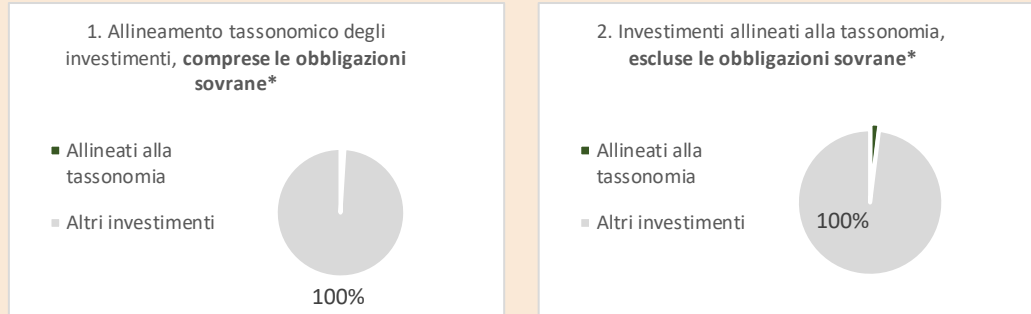 1. Allineamento tassonomico degli
investimenti, comprese le obbligazioni
sovrane*
Allineati alla
tassonomia
Altri investimenti
100%
2. Investimenti allineati alla tassonomia,
escluse le obbligazioni sovrane*
Allineati alla
tassonomia
Altri investimenti
100%